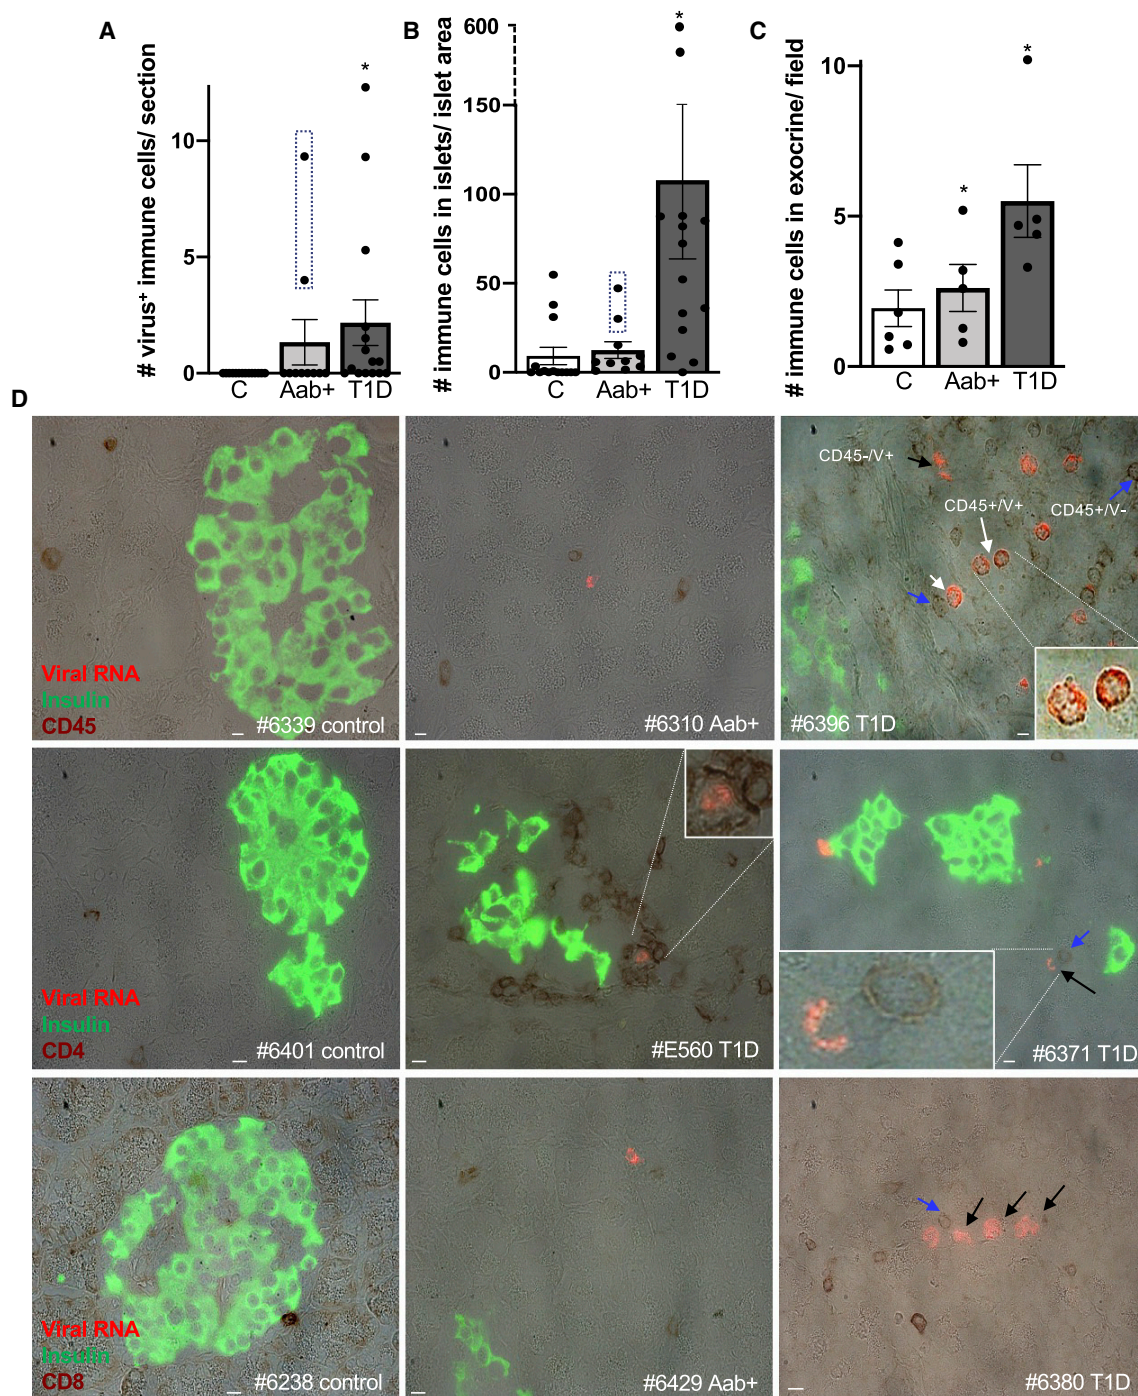 A
# virus+ immune cells/ section
10
5
0
C Aab+ T1D
*
B
# immune cells in islets/ islet area
600
150
100
50
0
C Aab+ T1D
*
C
# immune cells in exocrine/ field
10
5
0
C Aab+ T1D
*
*
D
Viral RNA
Insulin
CD45
#6339 control
#6310 Aab+
CD45-/V+
CD45+/V+
CD45+/V-
#6396 T1D
Viral RNA
Insulin
CD4
#6401 control
#E560 T1D
#6371 T1D
Viral RNA
Insulin
CD8
#6238 control
#6429 Aab+
#6380 T1D